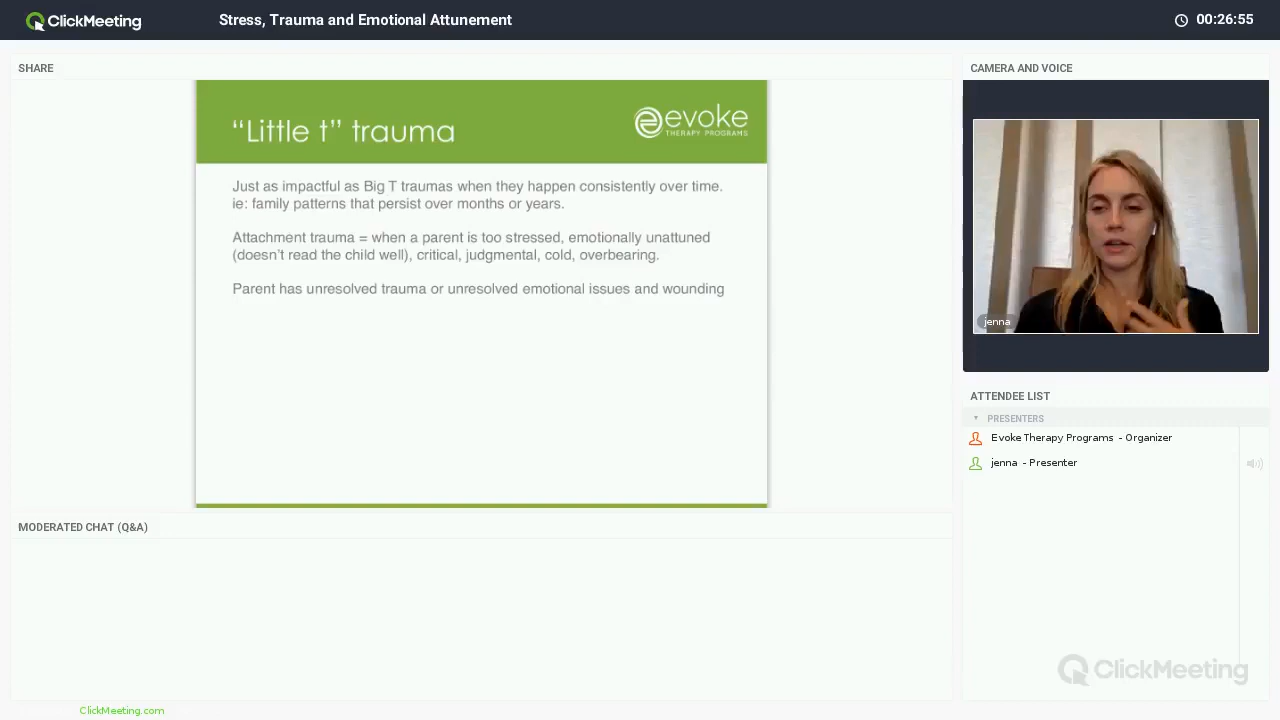 ClickMeeting
Stress, Trauma and Emotional Attunement
00:26:55
SHARE
CAMERA AND VOICE
“Little t” trauma
evoke
THERAPY PROGRAMS
Just as impactful as Big T traumas when they happen consistently over time.
ie: family patterns that persist over months or years.
Attachment trauma = when a parent is too stressed, emotionally unattuned
(doesn't read the child well), critical, judgmental, cold, overbearing.
Parent has unresolved trauma or unresolved emotional issues and wounding
jenna
ATTENDEE LIST
PRESENTERS
Evoke Therapy Programs - Organizer
jenna - Presenter
MODERATED CHAT (Q&A)
ClickMeeting
ClickMeeting.com